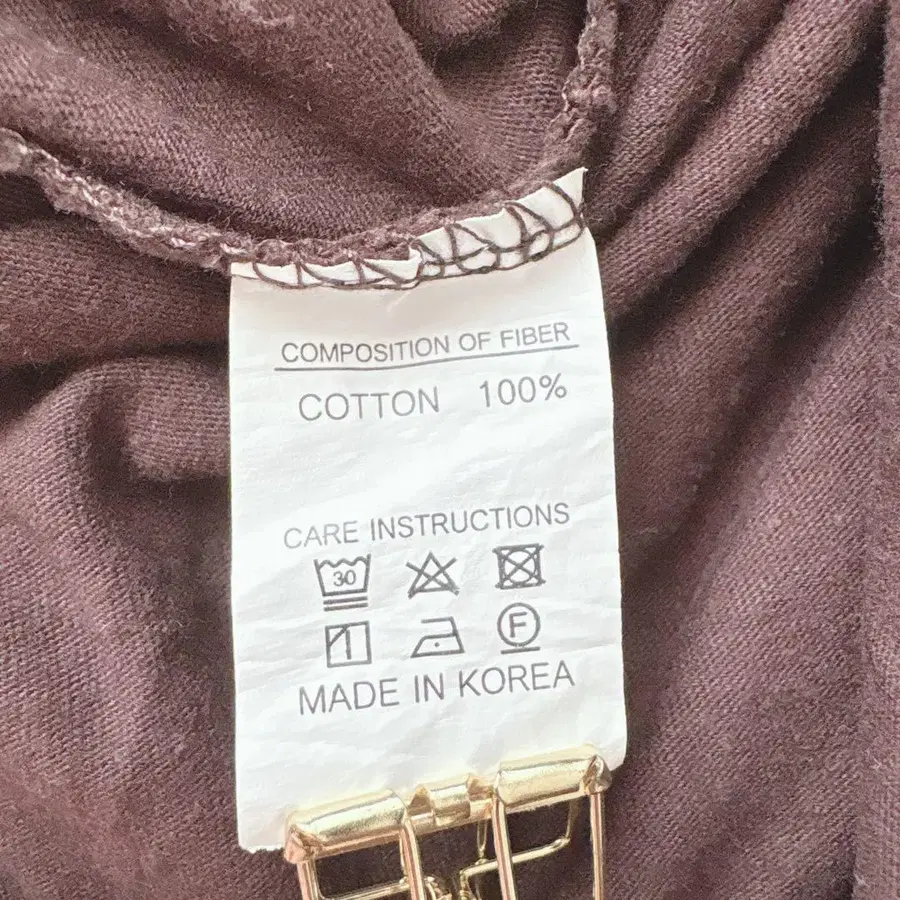 COMPOSITION OF FIBER
COTTON 100%
CARE INSTRUCTIONS
30
F
MADE IN KOREA